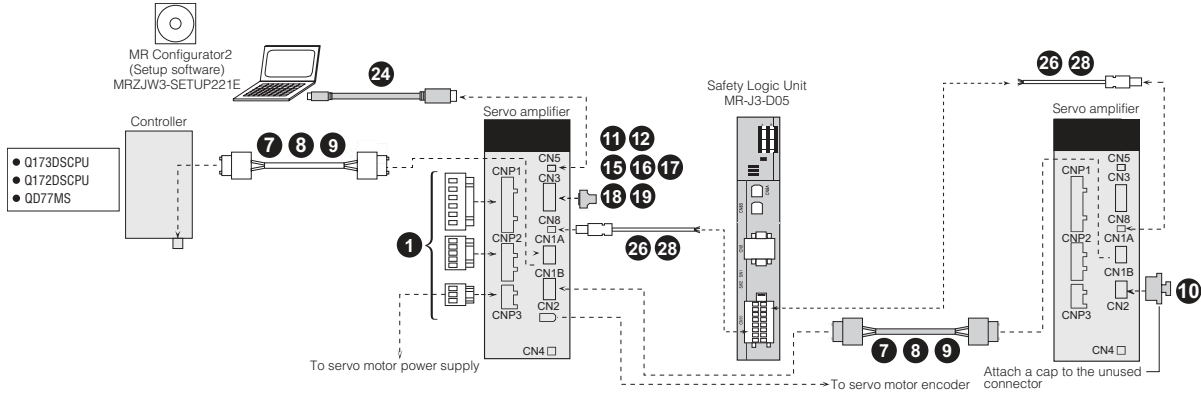 MR Configurator2
(Setup software)
MRZJW3-SETUP221E
24
26 28
Safety Logic Unit
MR-J3-D05
Controller
Servo amplifier
Servo amplifier
7 8 9
11 12
15 16 17
18 19
● Q173DSCPU
● Q172DSCPU
● QD77MS
CNP1
CN5
CN3
CN8
CNP2
CN1A
CN1B
CN2
CNP3
CN4
1
26 28
CNP1
CN5
CN3
CN8
CN1A
CNP2
CN1B
CN2
CNP3
CN4
10
7 8 9
To servo motor power supply
To servo motor encoder
Attach a cap to the unused
connector